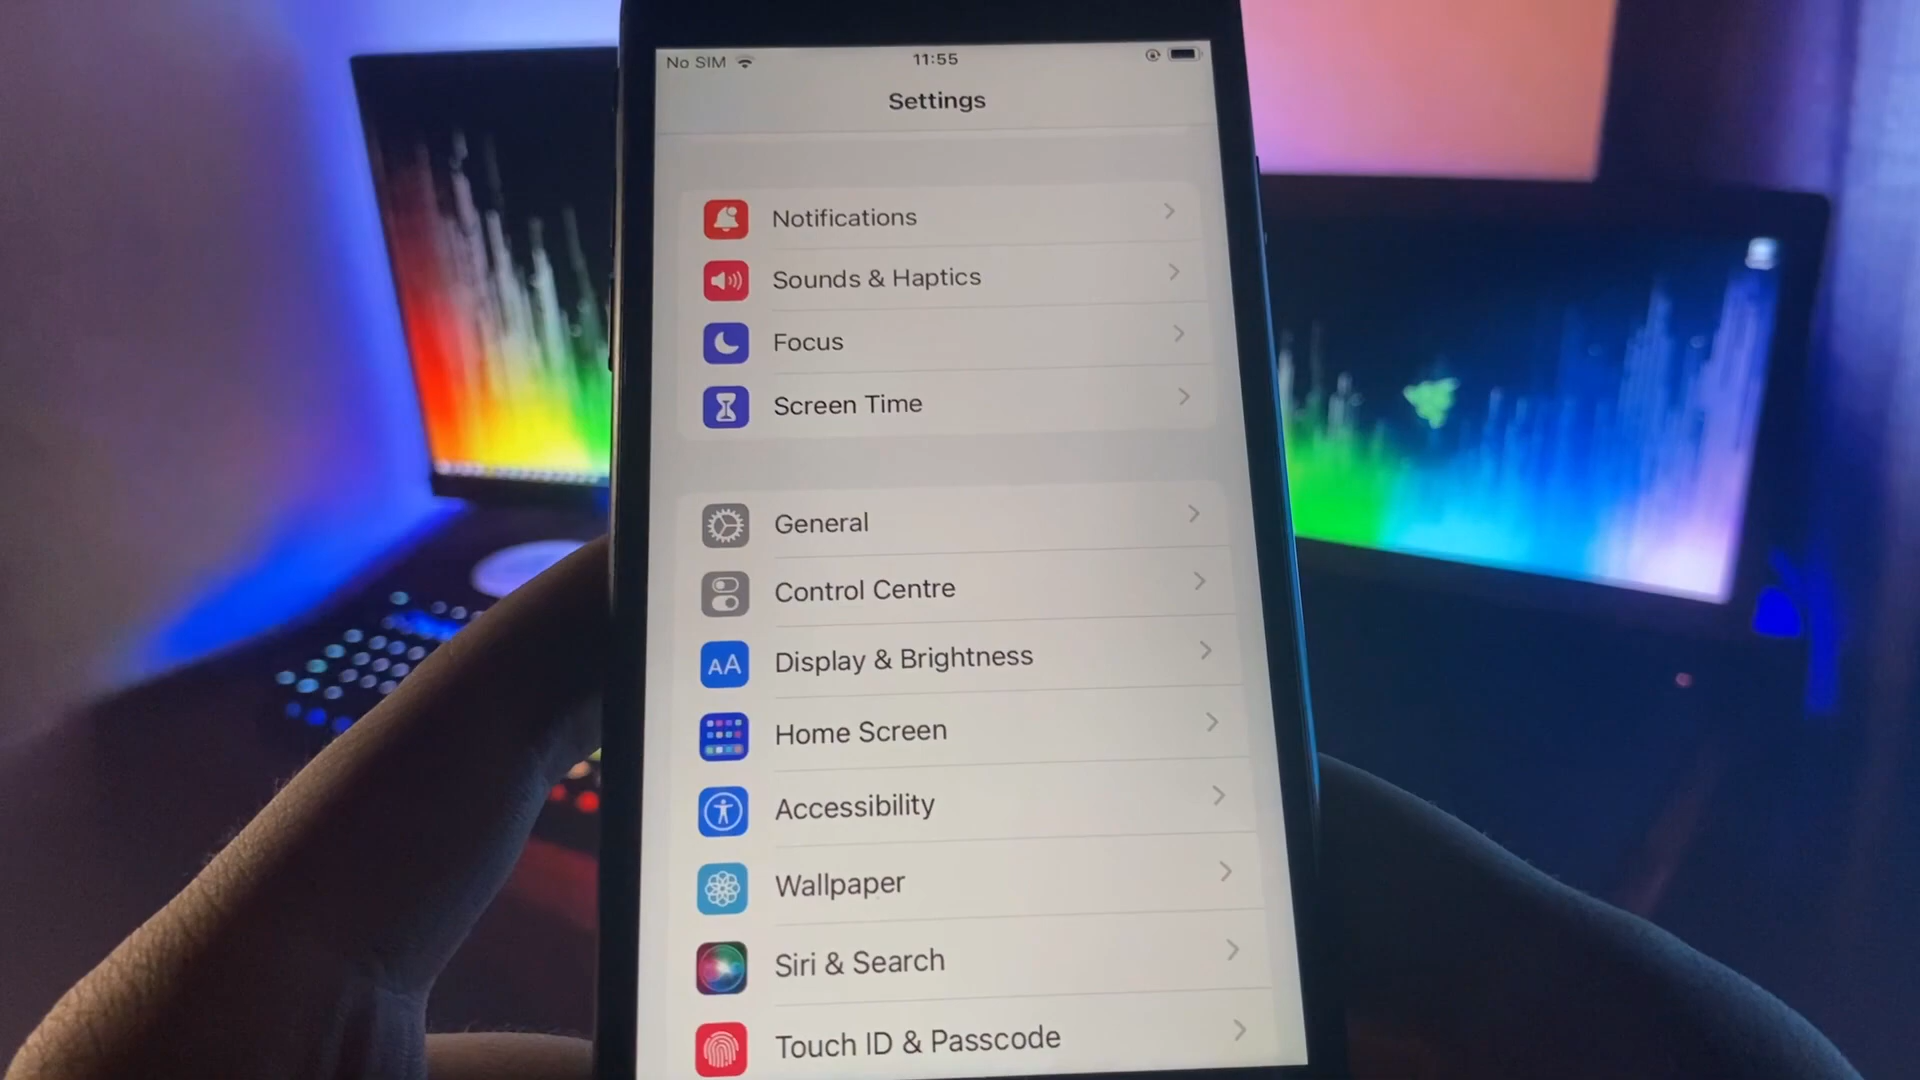 No SIM 11:55
Settings
Notifications
Sounds & Haptics
Focus
Screen Time
General
Control Centre
AA Display & Brightness
Home Screen
Accessibility
Wallpaper
Siri & Search
Touch ID & Passcode